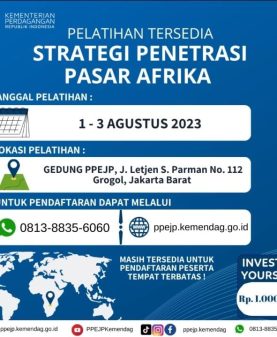 KEMENTERIAN
PERDAGANGAN
REPUBLIK INDONESIA
PELATIHAN TERSEDIA
STRATEGI PENETRASI
PASAR AFRIKA
ANGGAL PELATIHAN :
1 - 3 AGUSTUS 2023
OKASI PELATIHAN :
GEDUNG PPEJP, J. Letjen S. Parman No. 112
Grogol, Jakarta Barat
UNTUK PENDAFTARAN DAPAT MELALUI
0813-8835-6060
ppejp.kemendag.go.id
MASIH TERSEDIA UNTUK
PENDAFTARAN PESERTA
TEMPAT TERBATAS !
INVEST
YOURS
Rp. 1.000
ppejp.kemendag
PPEJPKemendag
ppejp.kemendag.go.id
0813-8835